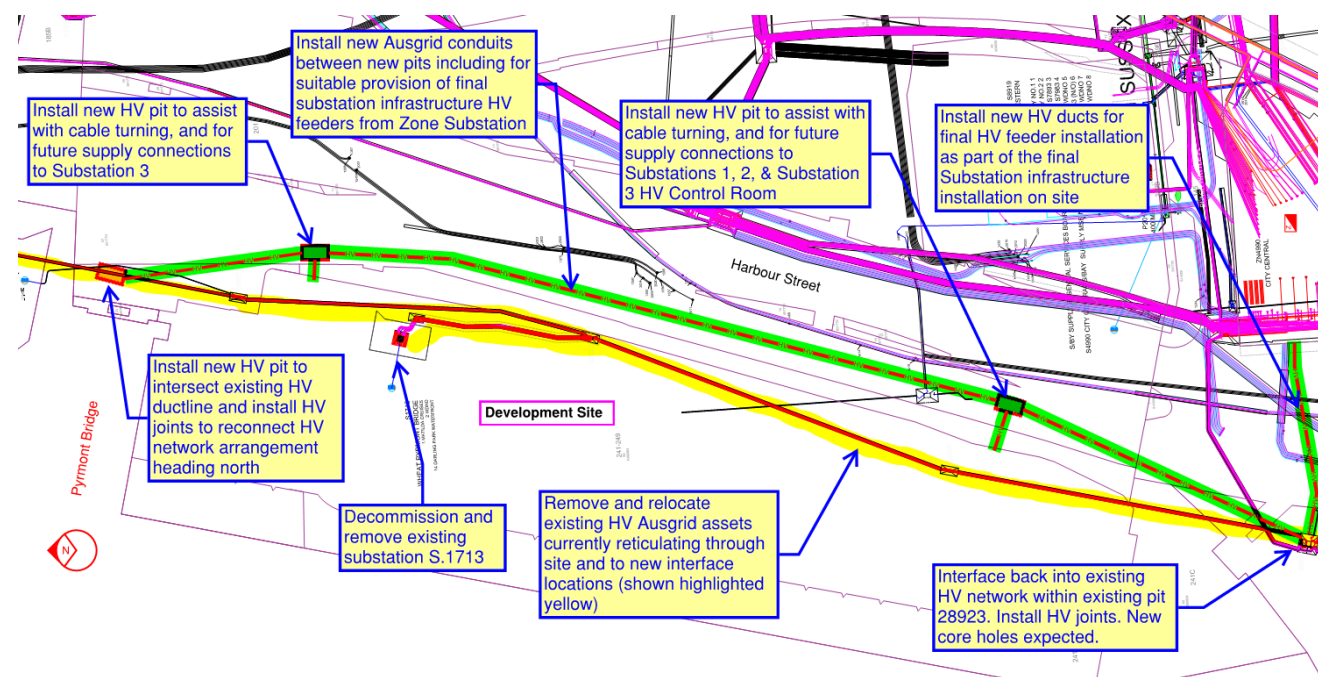 Install new Ausgrid conduits
between new pits including for
suitable provision of final
substation infrastructure HV
feeders from Zone Substation
Install new HV pit to assist
with cable turning, and for
future supply connections
to Substation 3
Install new HV pit to assist with
cable turning, and for future
supply connections to
Substations 1, 2, & Substation
3 HV Control Room
Install new HV ducts for
final HV feeder installation
as part of the final
Substation infrastructure
installation on site
Harbour Street
ZN4990
CITY CENTRAL
Install new HV pit to
intersect existing HV
ductline and install HV
joints to reconnect HV
network arrangement
heading north
Pyrmont Bridge
N
Development Site
241-249
Decommission and
remove existing
substation S.1713
Remove and relocate
existing HV Ausgrid assets
currently reticulating through
site and to new interface
locations (shown highlighted
yellow)
Interface back into existing
HV network within existing pit
28923. Install HV joints. New
core holes expected.
241C